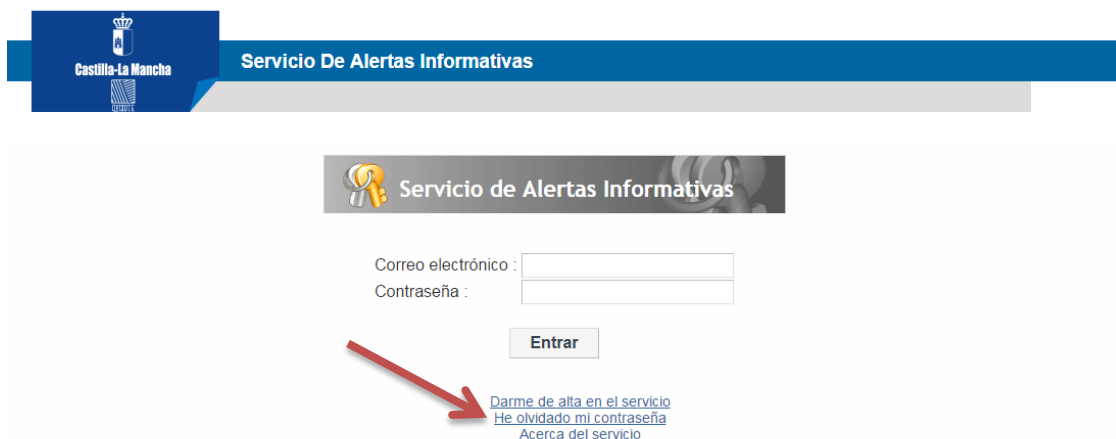 Castilla-La Mancha
Servicio De Alertas Informativas
Servicio de Alertas Informativas
Correo electrónico :
Contraseña :
Entrar
Darme de alta en el servicio
He olvidado mi contraseña
Acerca del servicio